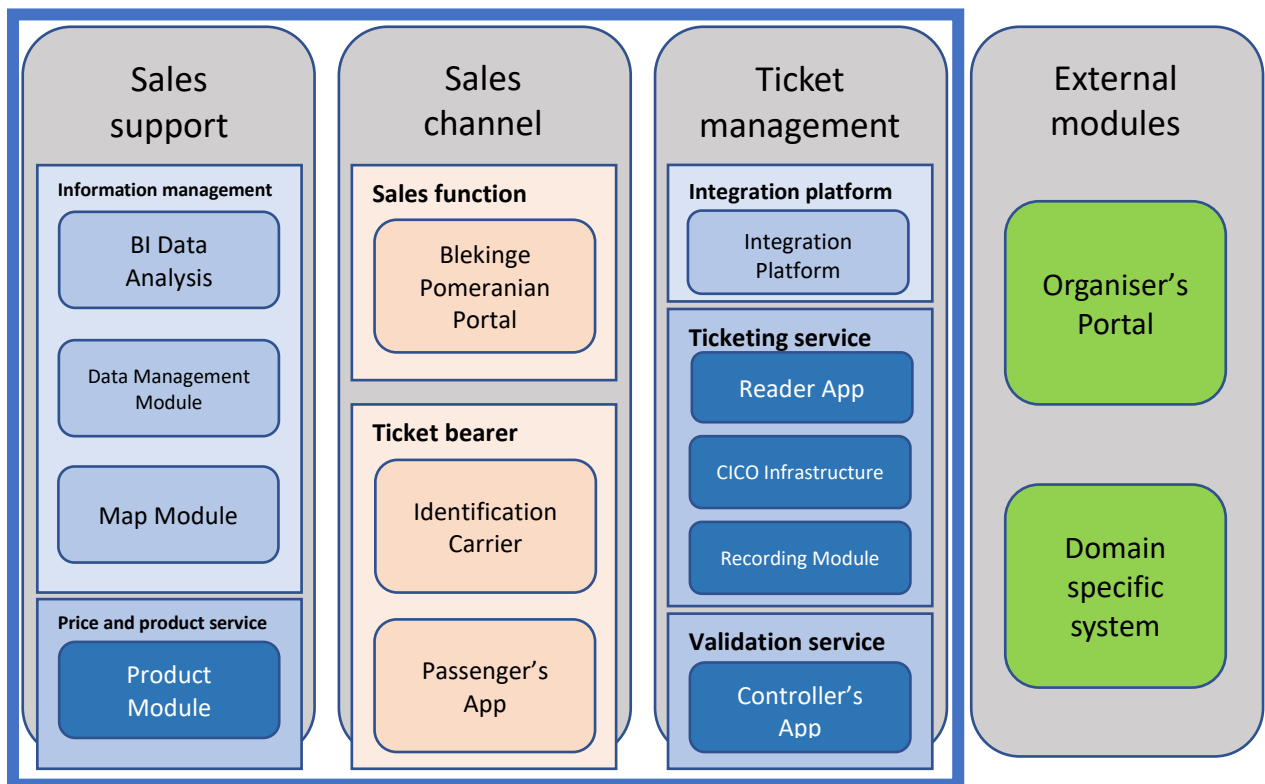 Sales
support
Information management
BI Data
Analysis
Data Management
Module
Map Module
Price and product service
Product
Module
Sales
channel
Sales function
Blekinge
Pomeranian
Portal
Ticket bearer
Identification
Carrier
Passenger’s
App
Ticket
management
Integration platform
Integration
Platform
Ticketing service
Reader App
CICO Infrastructure
Recording Module
Validation service
Controller’s
App
External
modules
Organiser’s
Portal
Domain
specific
system